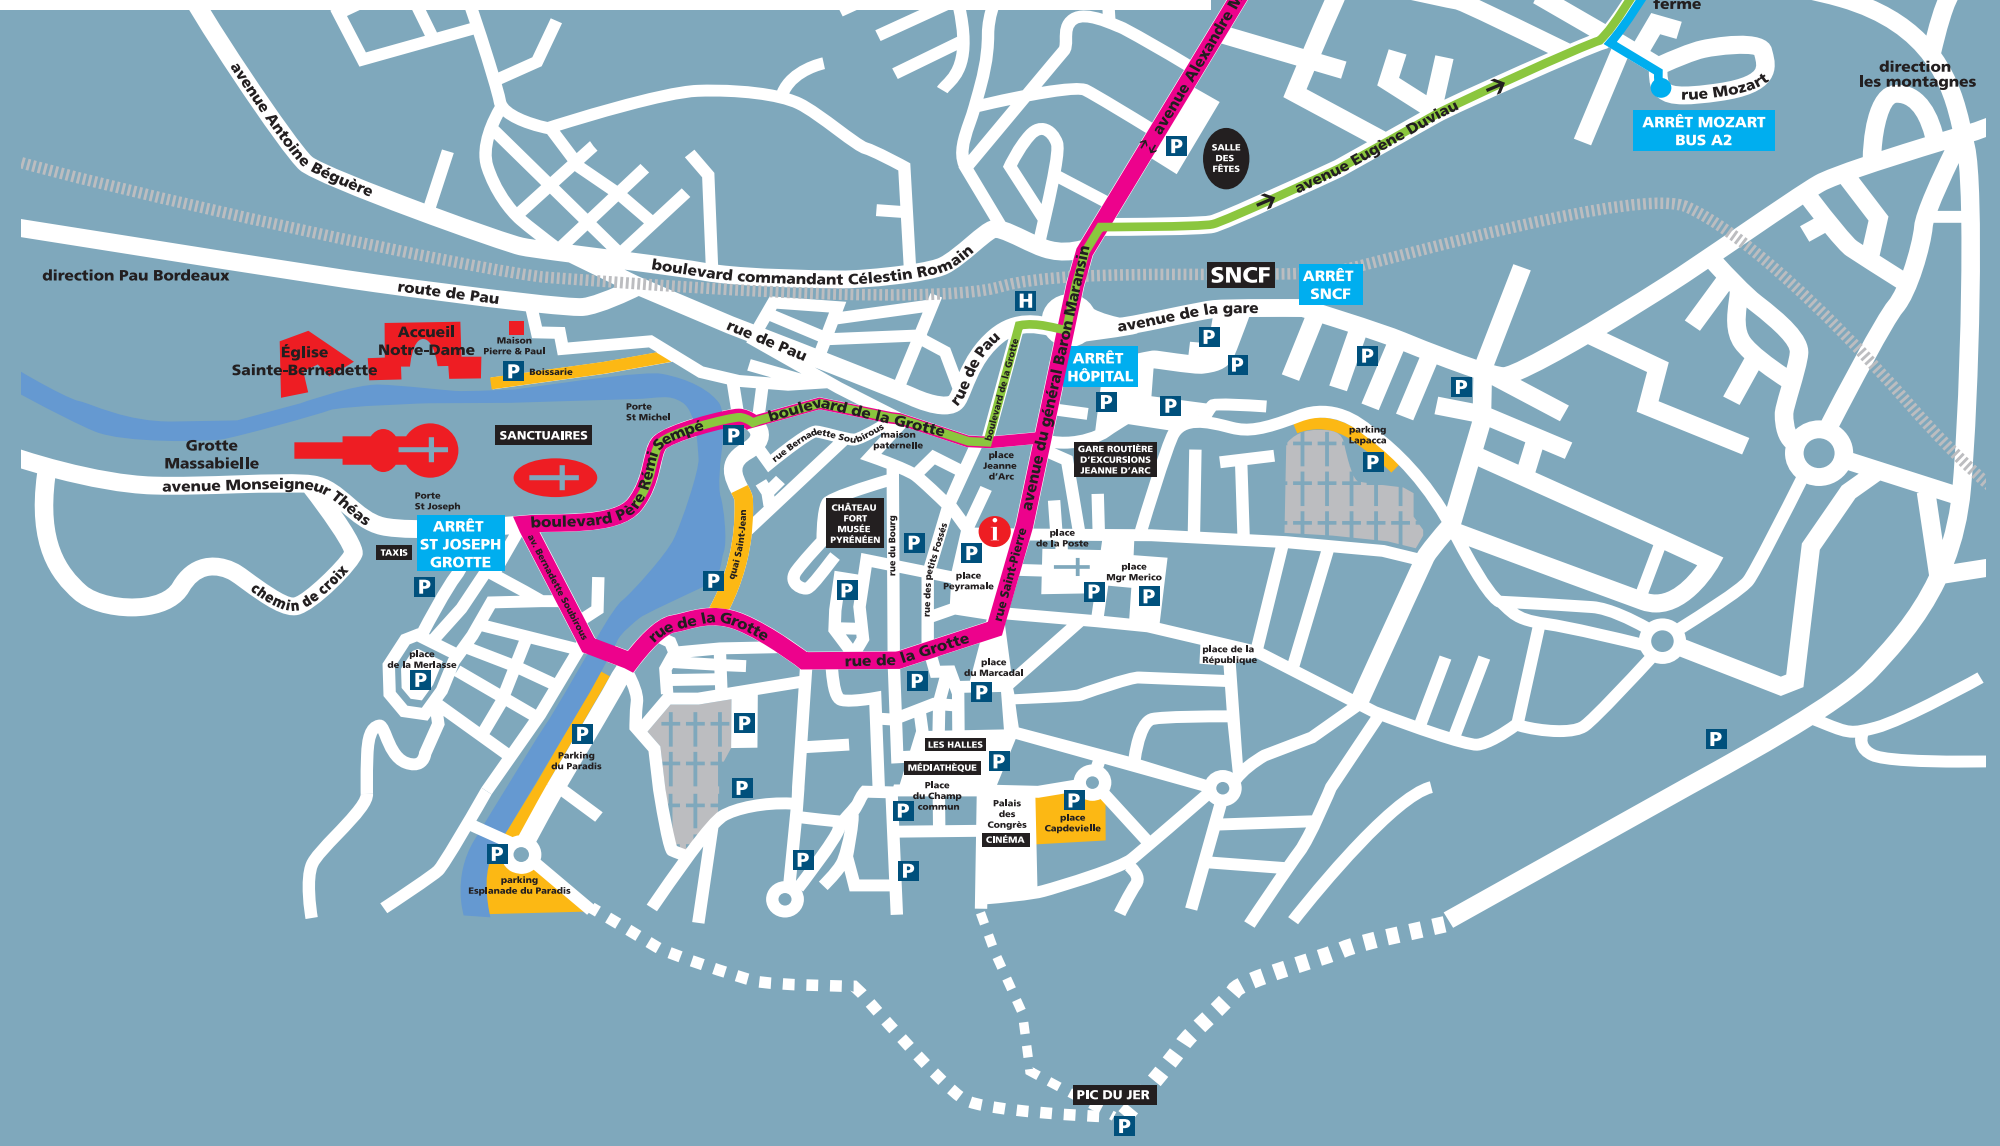 ferme
direction
les montagnes
rue Mozart
ARRÊT MOZART
BUS A2
avenue Alexandre M
P
SALLE
DES
FÊTES
avenue Eugène Duviau
avenue Antoine Béguère
boulevard commandant Célestin Romain
direction Pau Bordeaux
route de Pau
rue de Pau
rue de Pau
H
SNCF
ARRÊT
SNCF
avenue de la gare
avenue du général Baron Maransin
boulevard de la Grotte
ARRÊT
HÔPITAL
P
P
P
P
P
P
Accueil
Notre-Dame
Maison
Pierre & Paul
Église
Sainte-Bernadette
P
Boissarie
Porte
St Michel
SANCTUAIRES
Grotte
Massabielle
avenue Monseigneur Théas
Porte
St Joseph
ARRÊT
ST JOSEPH
GROTTE
TAXIS
P
chemin de croix
boulevard Père Rémi Sempe
boulevard de la Grotte
boulevard de la Grotte
P
rue Bernadette Soubirous
maison
paternelle
place
Jeanne
d'Arc
GARE ROUTIÈRE
D'EXCURSIONS
JEANNE D'ARC
parking
Lapacca
P
CHÂTEAU
FORT
MUSÉE
PYRÉNÉEN
rue du Bourg
rue des petits Fossés
P
P
i
place
Peyramale
P
rue Saint-Pierre
place
de la Poste
place
Mgr Merico
P
P
quai Saint-Jean
P
av. Bernadette Soubirous
rue de la Grotte
rue de la Grotte
place
de la Merlasse
P
place de la
République
place
du Marcadal
P
P
P
Parking
du Paradis
P
P
LES HALLES
MÉDIATHÈQUE
P
Place
du Champ
commun
P
Palais
des
Congrès
CINÉMA
P
place
Capdevielle
P
P
parking
Esplanade du Paradis
P
P
P
PIC DU JER
P